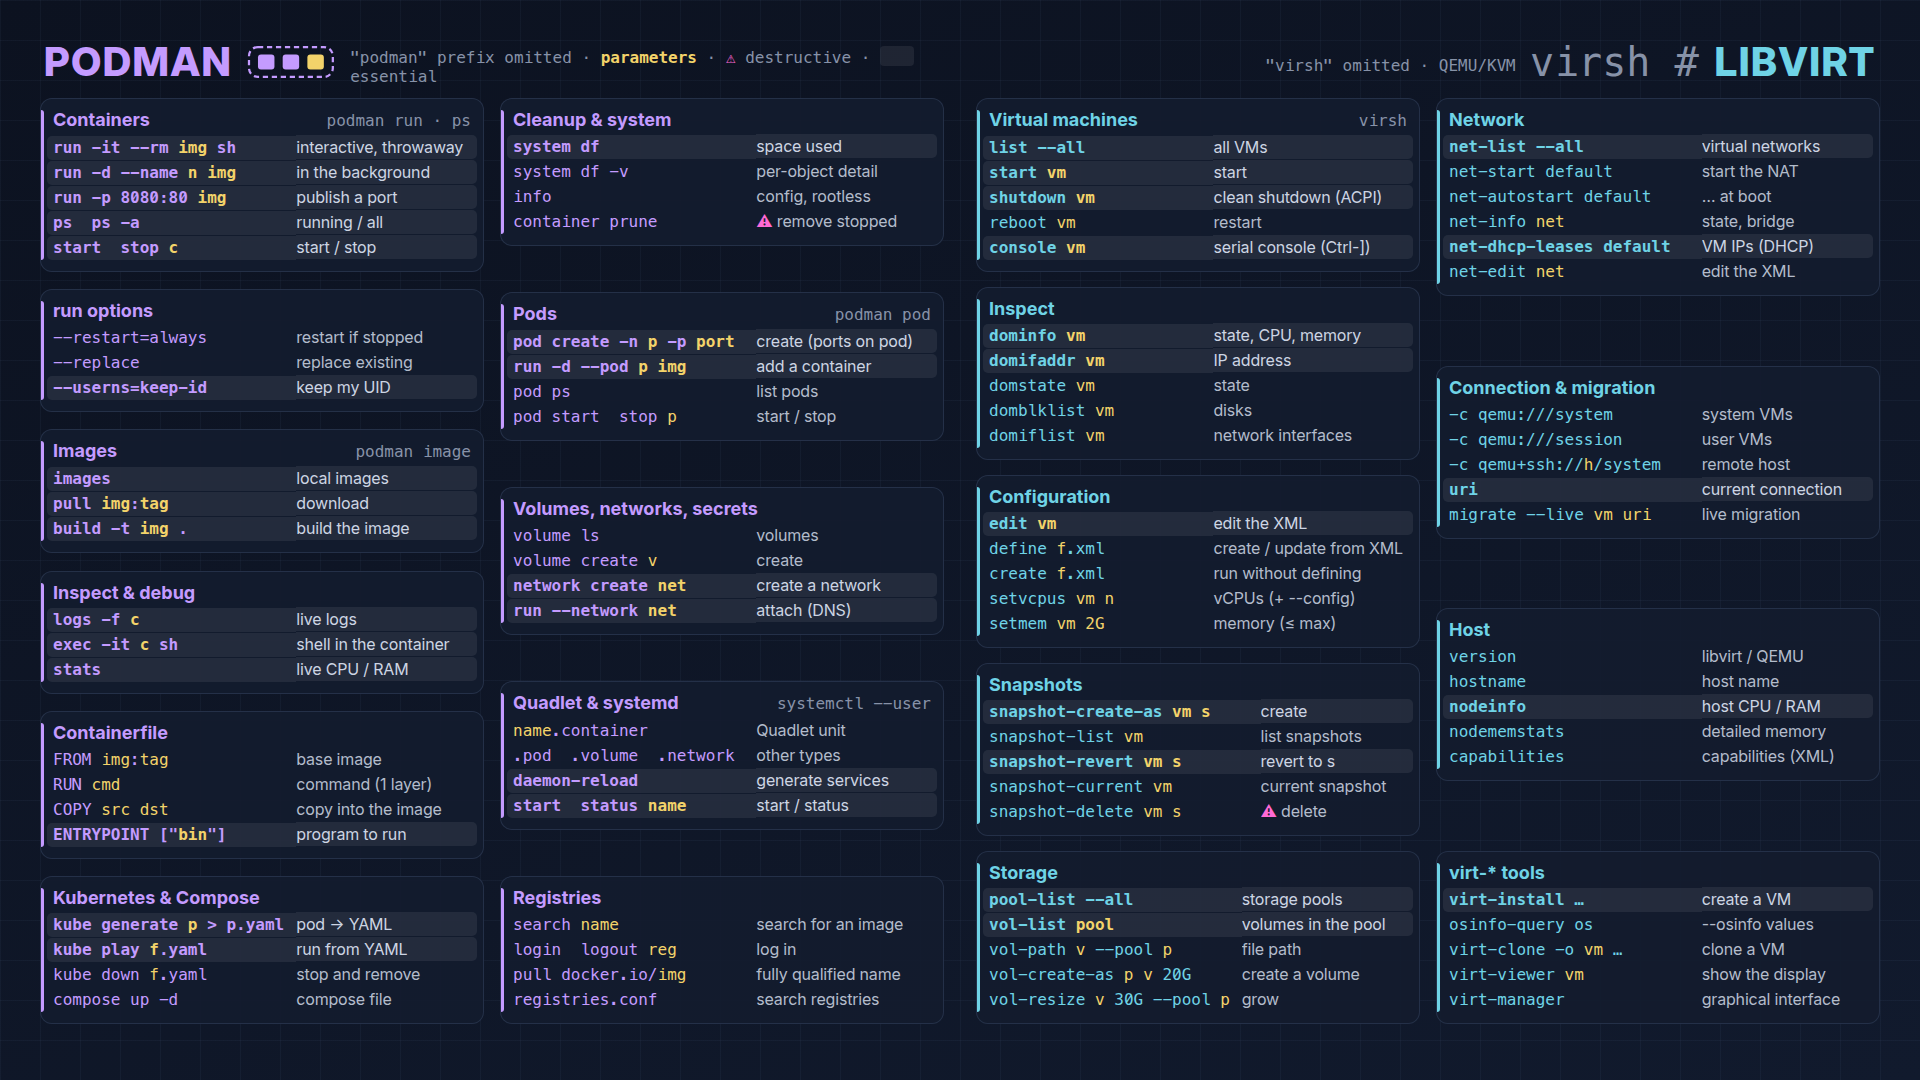 PODMAN
"podman" prefix omitted · parameters · ⚠ destructive ·
essential
"virsh" omitted · QEMU/KVM virsh # LIBVIRT
Containers podman run · ps
run -it --rm img sh interactive, throwaway
run -d --name n img in the background
run -p 8080:80 img publish a port
ps ps -a running / all
start stop c start / stop
run options
--restart=always restart if stopped
--replace replace existing
--userns=keep-id keep my UID
Images podman image
images local images
pull img:tag download
build -t img . build the image
Inspect & debug
logs -f c live logs
exec -it c sh shell in the container
stats live CPU / RAM
Containerfile
FROM img:tag base image
RUN cmd command (1 layer)
COPY src dst copy into the image
ENTRYPOINT ["bin"] program to run
Kubernetes & Compose
kube generate p > p.yaml pod → YAML
kube play f.yaml run from YAML
kube down f.yaml stop and remove
compose up -d compose file
Cleanup & system
system df space used
system df -v per-object detail
info config, rootless
container prune ⚠ remove stopped
Pods podman pod
pod create -n p -p port create (ports on pod)
run -d --pod p img add a container
pod ps list pods
pod start stop p start / stop
Volumes, networks, secrets
volume ls volumes
volume create v create
network create net create a network
run --network net attach (DNS)
Quadlet & systemd systemctl --user
name.container Quadlet unit
.pod .volume .network other types
daemon-reload generate services
start status name start / status
Registries
search name search for an image
login logout reg log in
pull docker.io/img fully qualified name
registries.conf search registries
Virtual machines virsh
list --all all VMs
start vm start
shutdown vm clean shutdown (ACPI)
reboot vm restart
console vm serial console (Ctrl-])
Inspect
dominfo vm state, CPU, memory
domifaddr vm IP address
domstate vm state
domblklist vm disks
domiflist vm network interfaces
Configuration
edit vm edit the XML
define f.xml create / update from XML
create f.xml run without defining
setvcpus vm n vCPUs (+ --config)
setmem vm 2G memory (≤ max)
Snapshots
snapshot-create-as vm s create
snapshot-list vm list snapshots
snapshot-revert vm s revert to s
snapshot-current vm current snapshot
snapshot-delete vm s ⚠ delete
Storage
pool-list --all storage pools
vol-list pool volumes in the pool
vol-path v --pool p file path
vol-create-as p v 20G create a volume
vol-resize v 30G --pool p grow
Network
net-list --all virtual networks
net-start default start the NAT
net-autostart default … at boot
net-info net state, bridge
net-dhcp-leases default VM IPs (DHCP)
net-edit net edit the XML
Connection & migration
-c qemu:///system system VMs
-c qemu:///session user VMs
-c qemu+ssh://h/system remote host
uri current connection
migrate --live vm uri live migration
Host
version libvirt / QEMU
hostname host name
nodeinfo host CPU / RAM
nodememstats detailed memory
capabilities capabilities (XML)
virt-* tools
virt-install … create a VM
osinfo-query os --osinfo values
virt-clone -o vm … clone a VM
virt-viewer vm show the display
virt-manager graphical interface